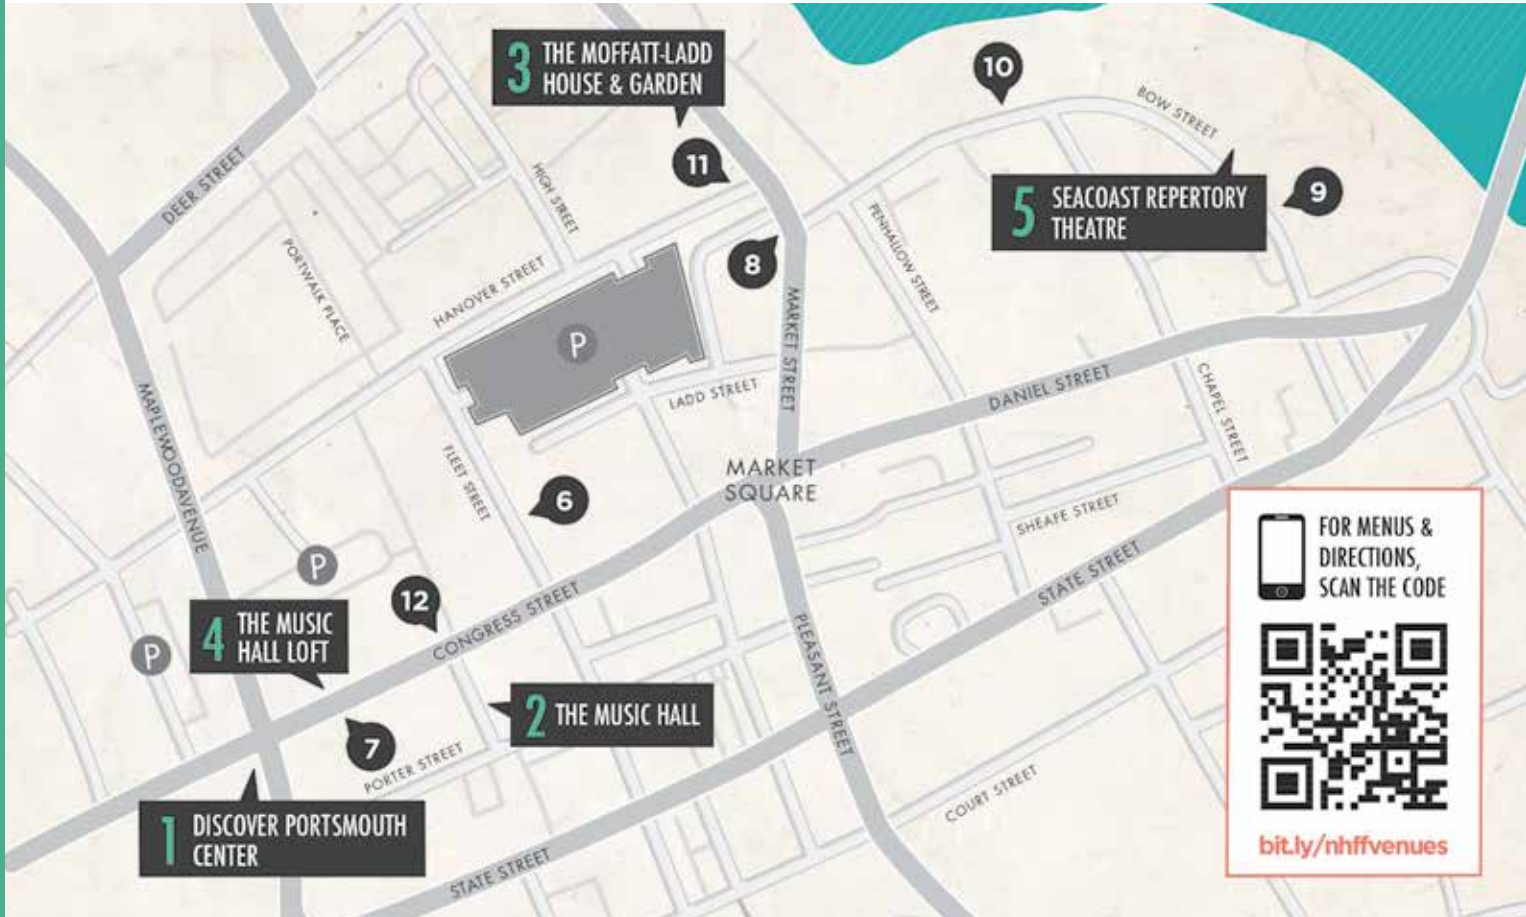 3 THE MOFFATT-LADD
HOUSE & GARDEN
10
BOW STREET
11
DEER STREET
HIGH STREET
5 SEACOAST REPERTORY
THEATRE
9
PENHALLOW STREET
PORTWALK PLACE
HANOVER STREET
8
MARKET STREET
P
LADD STREET
DANIEL STREET
CHAPEL STREET
MAPLEWOODAVENUE
FLEET STREET
MARKET
SQUARE
6
SHEAFE STREET
STATE STREET
P
12
CONGRESS STREET
4 THE MUSIC
HALL LOFT
P
PLEASANT STREET
2 THE MUSIC HALL
7
PORTER STREET
COURT STREET
1 DISCOVER PORTSMOUTH
CENTER
STATE STREET
FOR MENUS &
DIRECTIONS,
SCAN THE CODE
bit.ly/nhffvenues